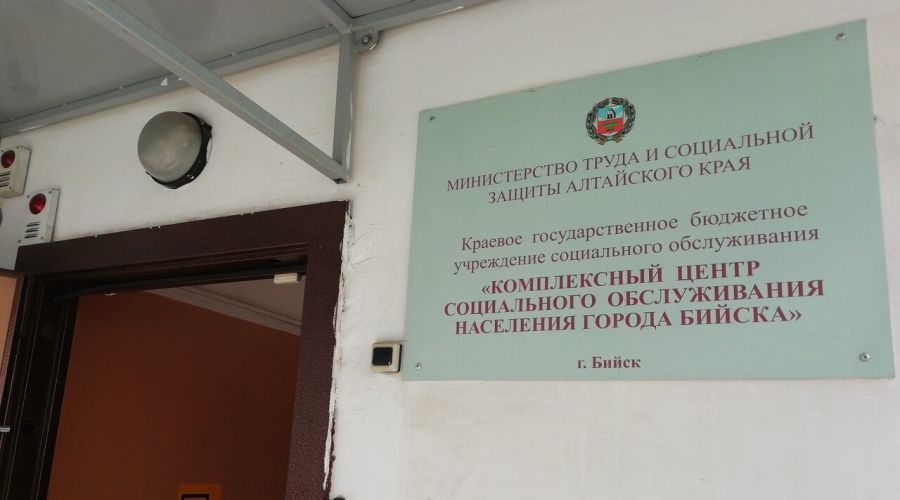 МИНИСТЕРСТВО ТРУДА И СОЦИАЛЬНОЙ
ЗАЩИТЫ АЛТАЙСКОГО КРАЯ
Краевое государственное бюджетное
учреждение социального обслуживания
«КОМПЛЕКСНЫЙ ЦЕНТР
СОЦИАЛЬНОГО ОБСЛУЖИВАНИЯ
НАСЕЛЕНИЯ ГОРОДА БИЙСКА»
г. Бийск